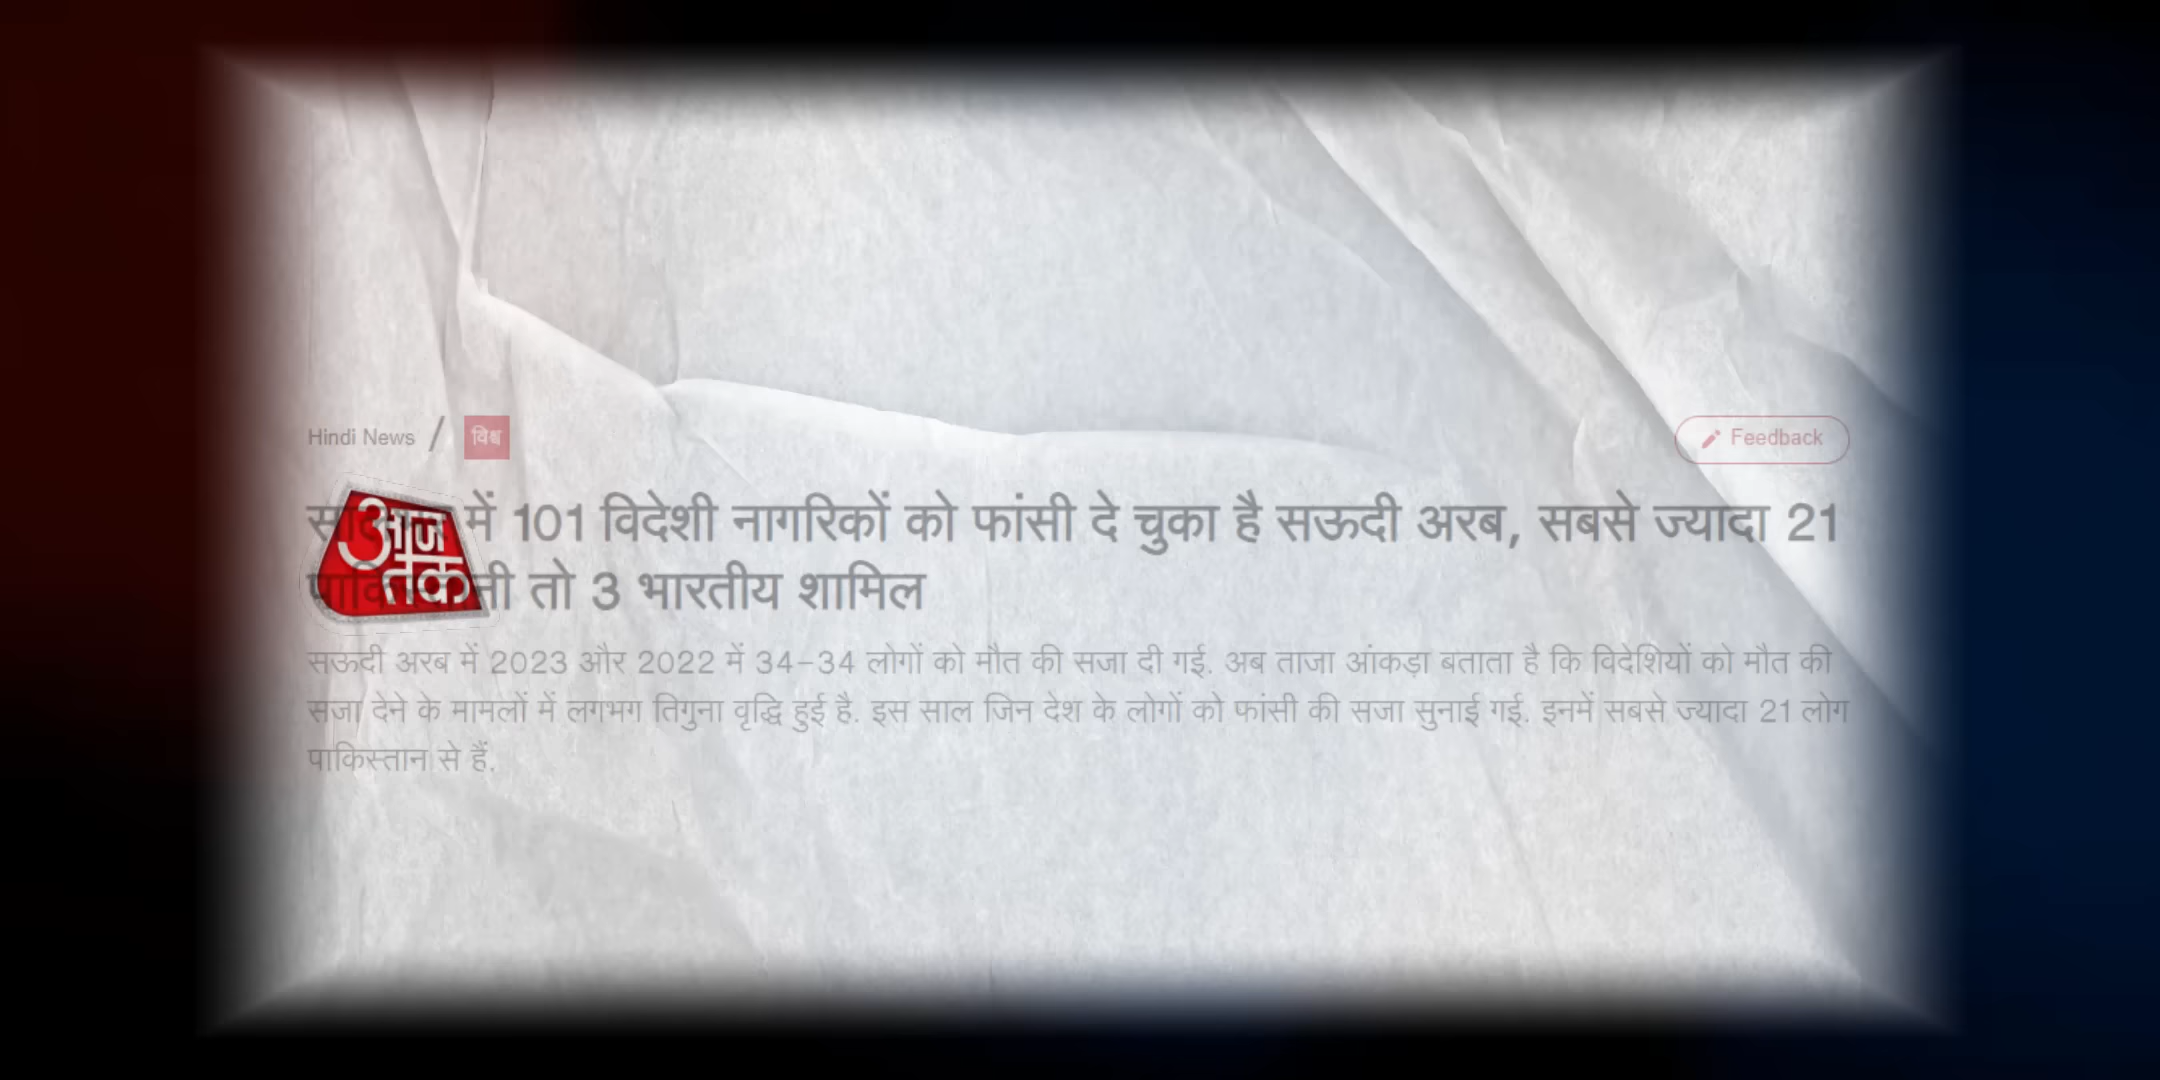 Hindi News / विश्व
Feedback
में 101 विदेशी नागरिकों को फांसी दे चुका है सऊदी अरब, सबसे ज्यादा 21
तो 3 भारतीय शामिल
आज
तक
सऊदी अरब में 2023 और 2022 में 34-34 लोगों को मौत की सजा दी गई. अब ताजा आंकड़ा बताता है कि विदेशियों को मौत की
सजा देने के मामलों में लगभग तिगुना वृद्धि हुई है. इस साल जिन देश के लोगों को फांसी की सजा सुनाई गई. इनमें सबसे ज्यादा 21 लोग
पाकिस्तान से हैं.